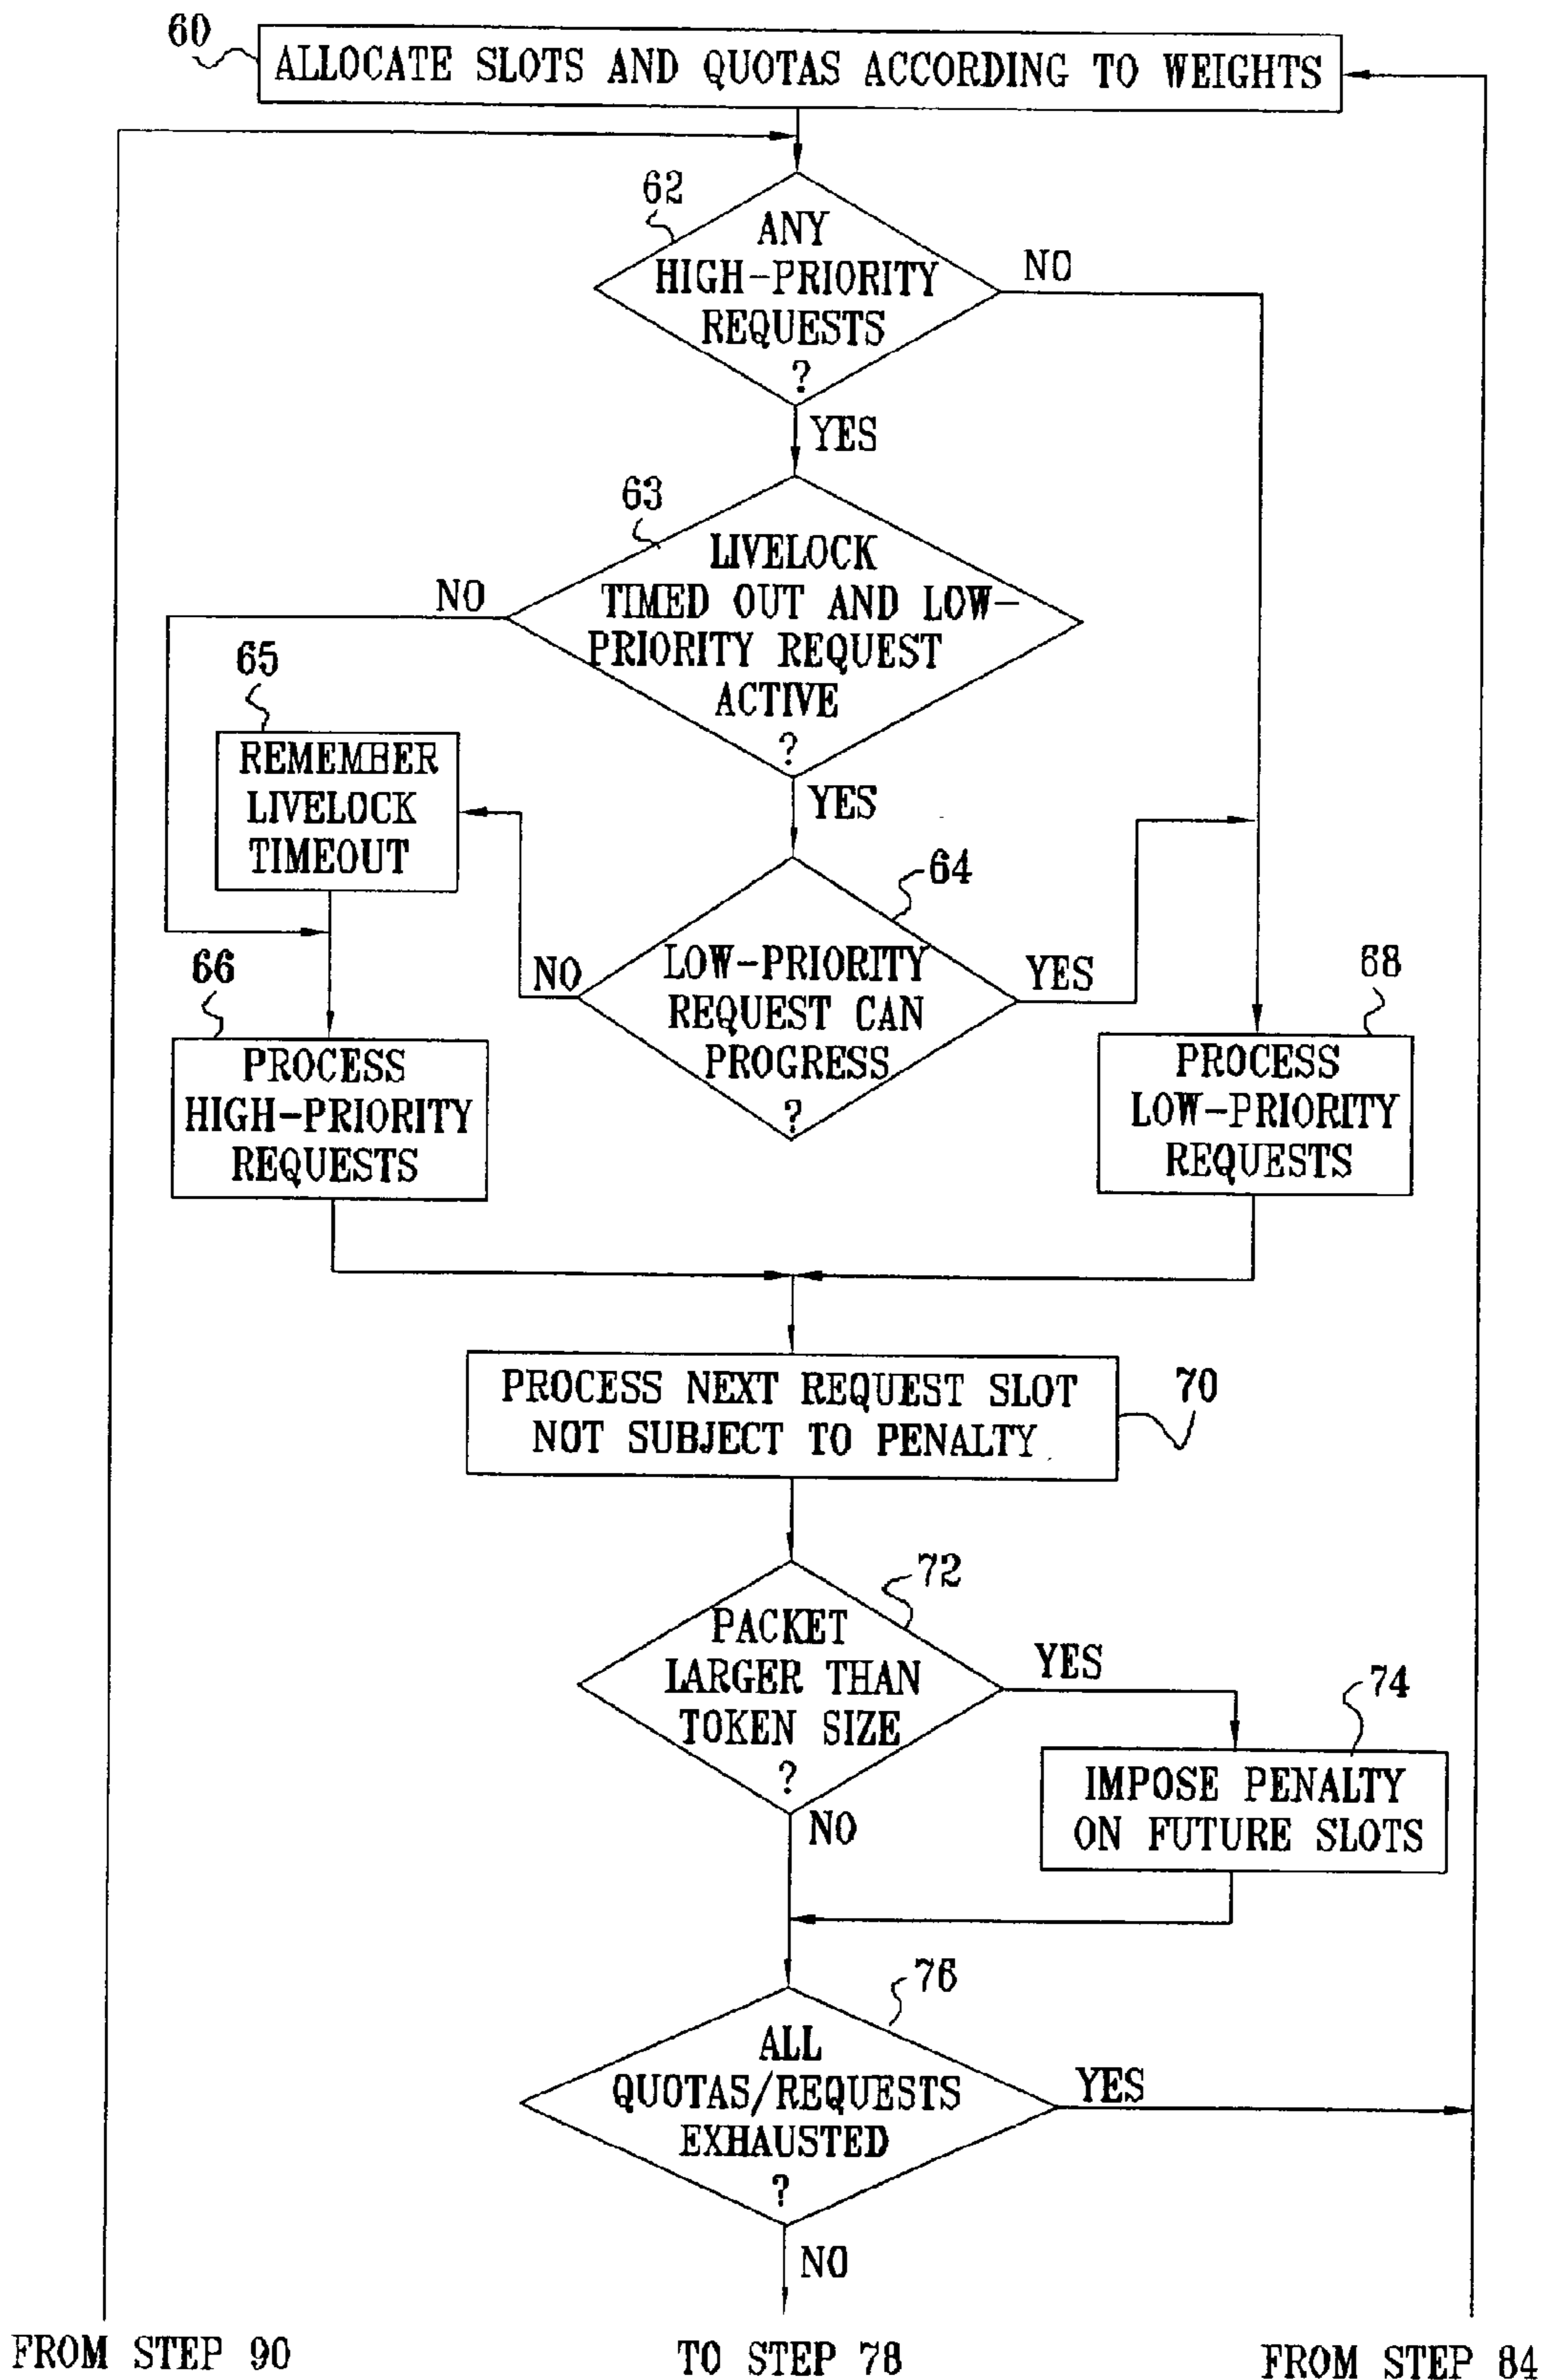 60
ALLOCATE SLOTS AND QUOTAS ACCORDING TO WEIGHTS
62
ANY
HIGH-PRIORITY
REQUESTS
?
NO
YES
63
LIVELOCK
TIMED OUT AND LOW-
PRIORITY REQUEST
ACTIVE
?
NO
YES
65
REMEMBER
LIVELOCK
TIMEOUT
64
LOW-PRIORITY
REQUEST CAN
PROGRESS
?
NO
YES
66
PROCESS
HIGH-PRIORITY
REQUESTS
68
PROCESS
LOW-PRIORITY
REQUESTS
PROCESS NEXT REQUEST SLOT
NOT SUBJECT TO PENALTY
70
72
PACKET
LARGER THAN
TOKEN SIZE
?
YES
NO
74
IMPOSE PENALTY
ON FUTURE SLOTS
76
ALL
QUOTAS/REQUESTS
EXHAUSTED
?
YES
NO
FROM STEP 90
TO STEP 78
FROM STEP 84